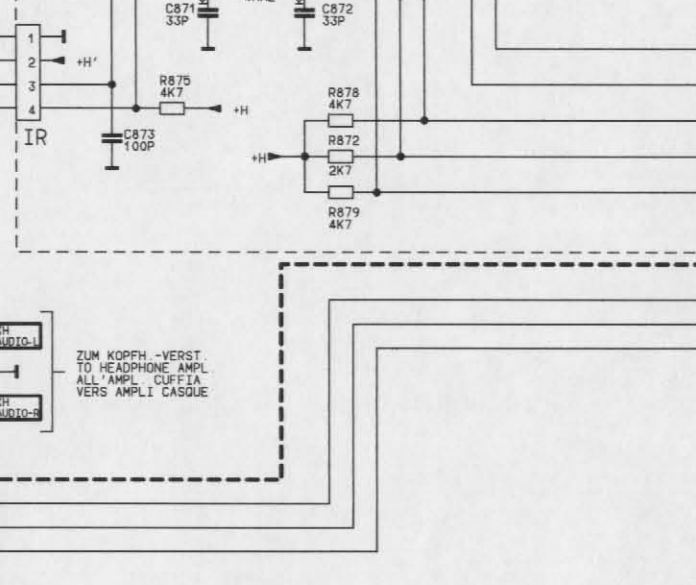 C871
33P
C872
33P
1
2
+H'
3
4
R875
4K7
+H
IR
C873
100P
R878
4K7
+H
R872
2K7
R879
4K7
AUDIO-L
ZUM KOPFH.-VERST.
TO HEADPHONE AMPL.
ALL'AMPL. CUFFIA
VERS AMPLI CASQUE
AUDIO-R